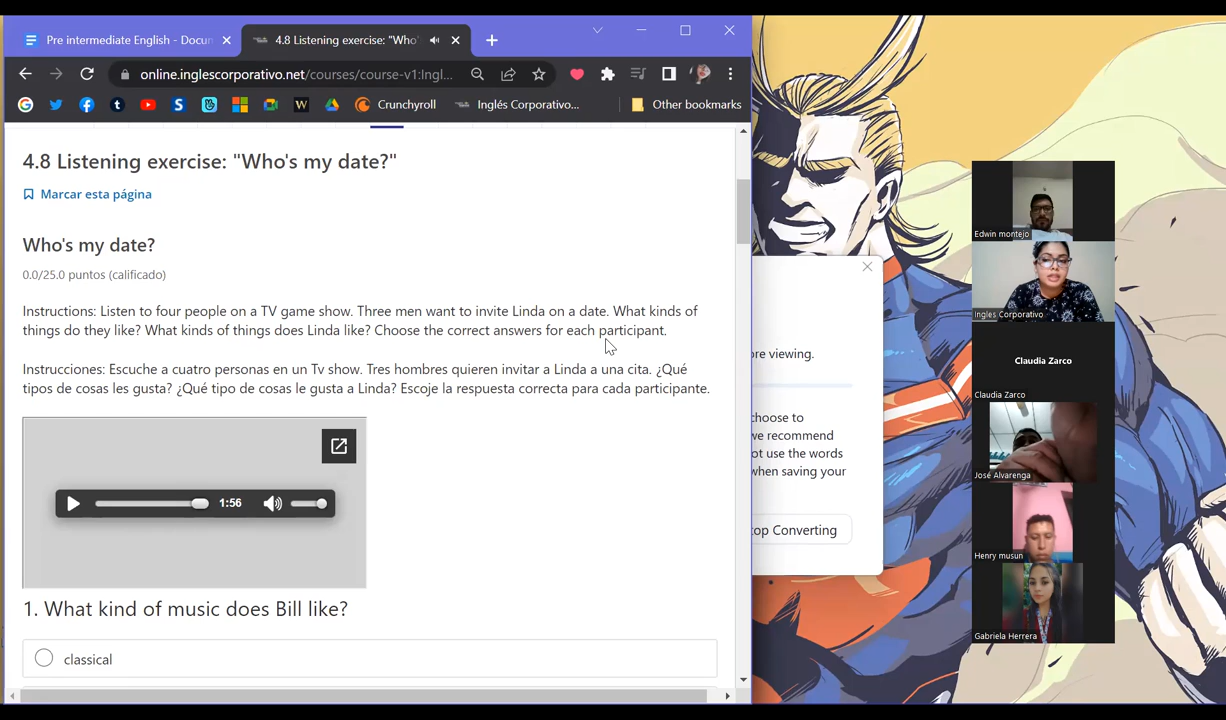 Pre intermediate English - Docun
4.8 Listening exercise: "Who'
online.inglescorporativo.net/courses/course-v1:Ingl...
Crunchyroll
Inglés Corporativo...
Other bookmarks
4.8 Listening exercise: "Who's my date?"
Marcar esta página
Who's my date?
0.0/25.0 puntos (calificado)
Instructions: Listen to four people on a TV game show. Three men want to invite Linda on a date. What kinds of
things do they like? What kinds of things does Linda like? Choose the correct answers for each participant.
Instrucciones: Escuche a cuatro personas en un Tv show. Tres hombres quieren invitar a Linda a una cita. ¿Qué
tipos de cosas les gusta? ¿Qué tipo de cosas le gusta a Linda? Escoje la respuesta correcta para cada participante.
1:56
1. What kind of music does Bill like?
classical
ore viewing.
choose to
we recommend
ot use the words
when saving your
top Converting
Edwin montejo
Ingles Corporativo
Claudia Zarco
Claudia Zarco
José Alvarenga
Henry musun
Gabriela Herrera